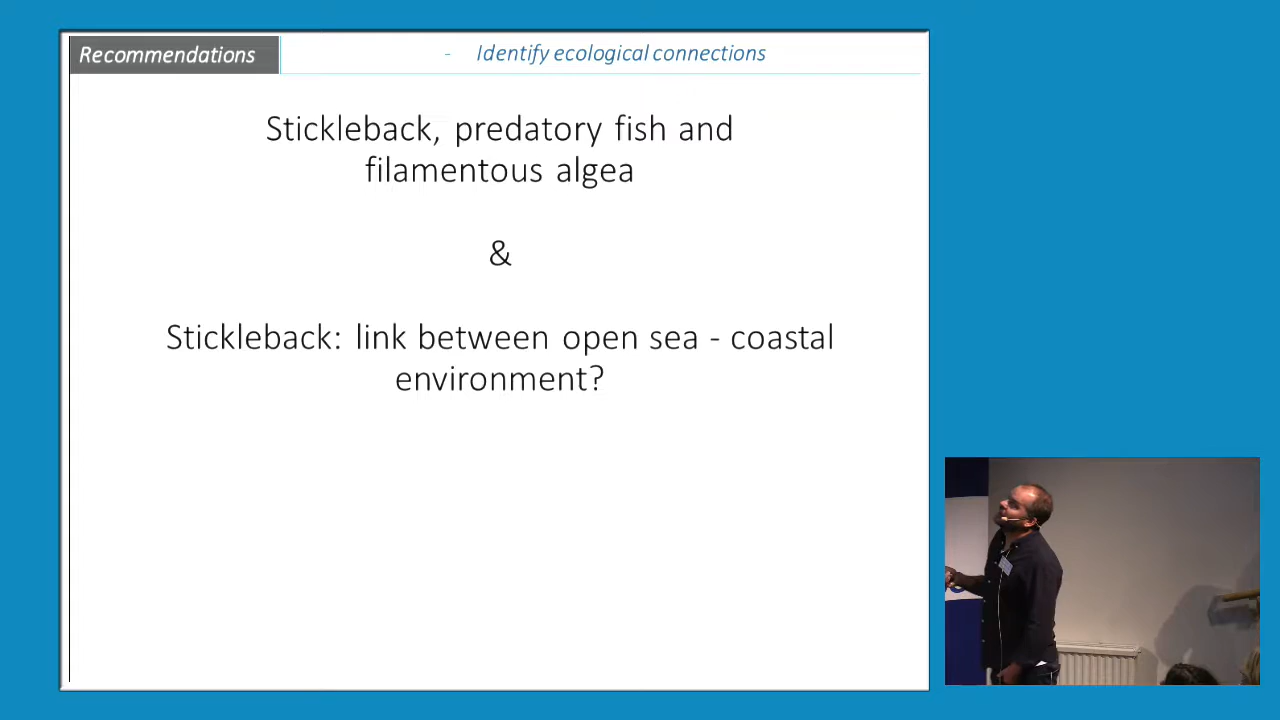 Recommendations
- Identify ecological connections
Stickleback, predatory fish and
filamentous algea
&
Stickleback: link between open sea - coastal
environment?